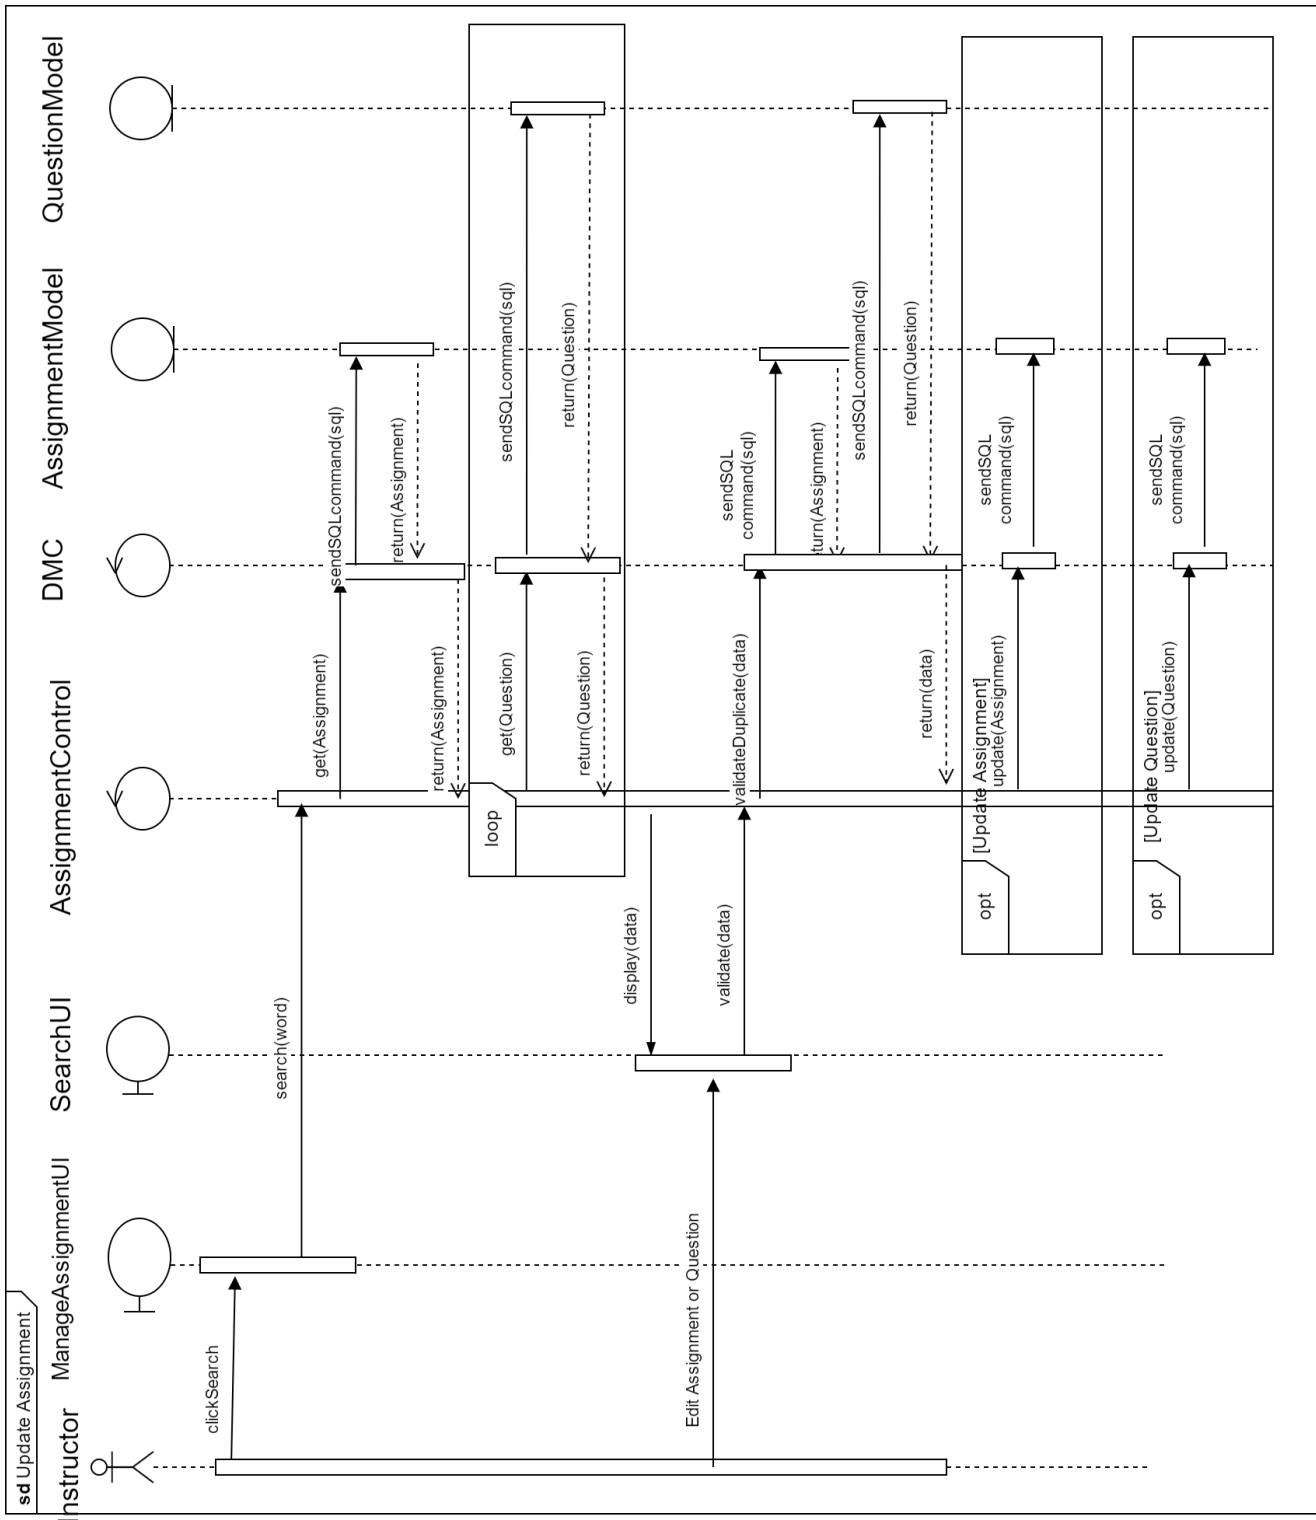 sd Update Assignment
Instructor
ManageAssignmentUI
SearchUI
AssignmentControl
DMC
AssignmentModel
QuestionModel
clickSearch
search(word)
get(Assignment)
sendSQLcommand(sql)
return(Assignment)
return(Assignment)
loop
get(Question)
sendSQLcommand(sql)
return(Question)
return(Question)
display(data)
Edit Assignment or Question
validate(data)
validateDuplicate(data)
sendSQL
command(sql)
turn(Assignment)
sendSQLcommand(sql)
return(Question)
return(data)
opt
[Update Assignment]
update(Assignment)
sendSQL
command(sql)
opt
[Update Question]
update(Question)
sendSQL
command(sql)